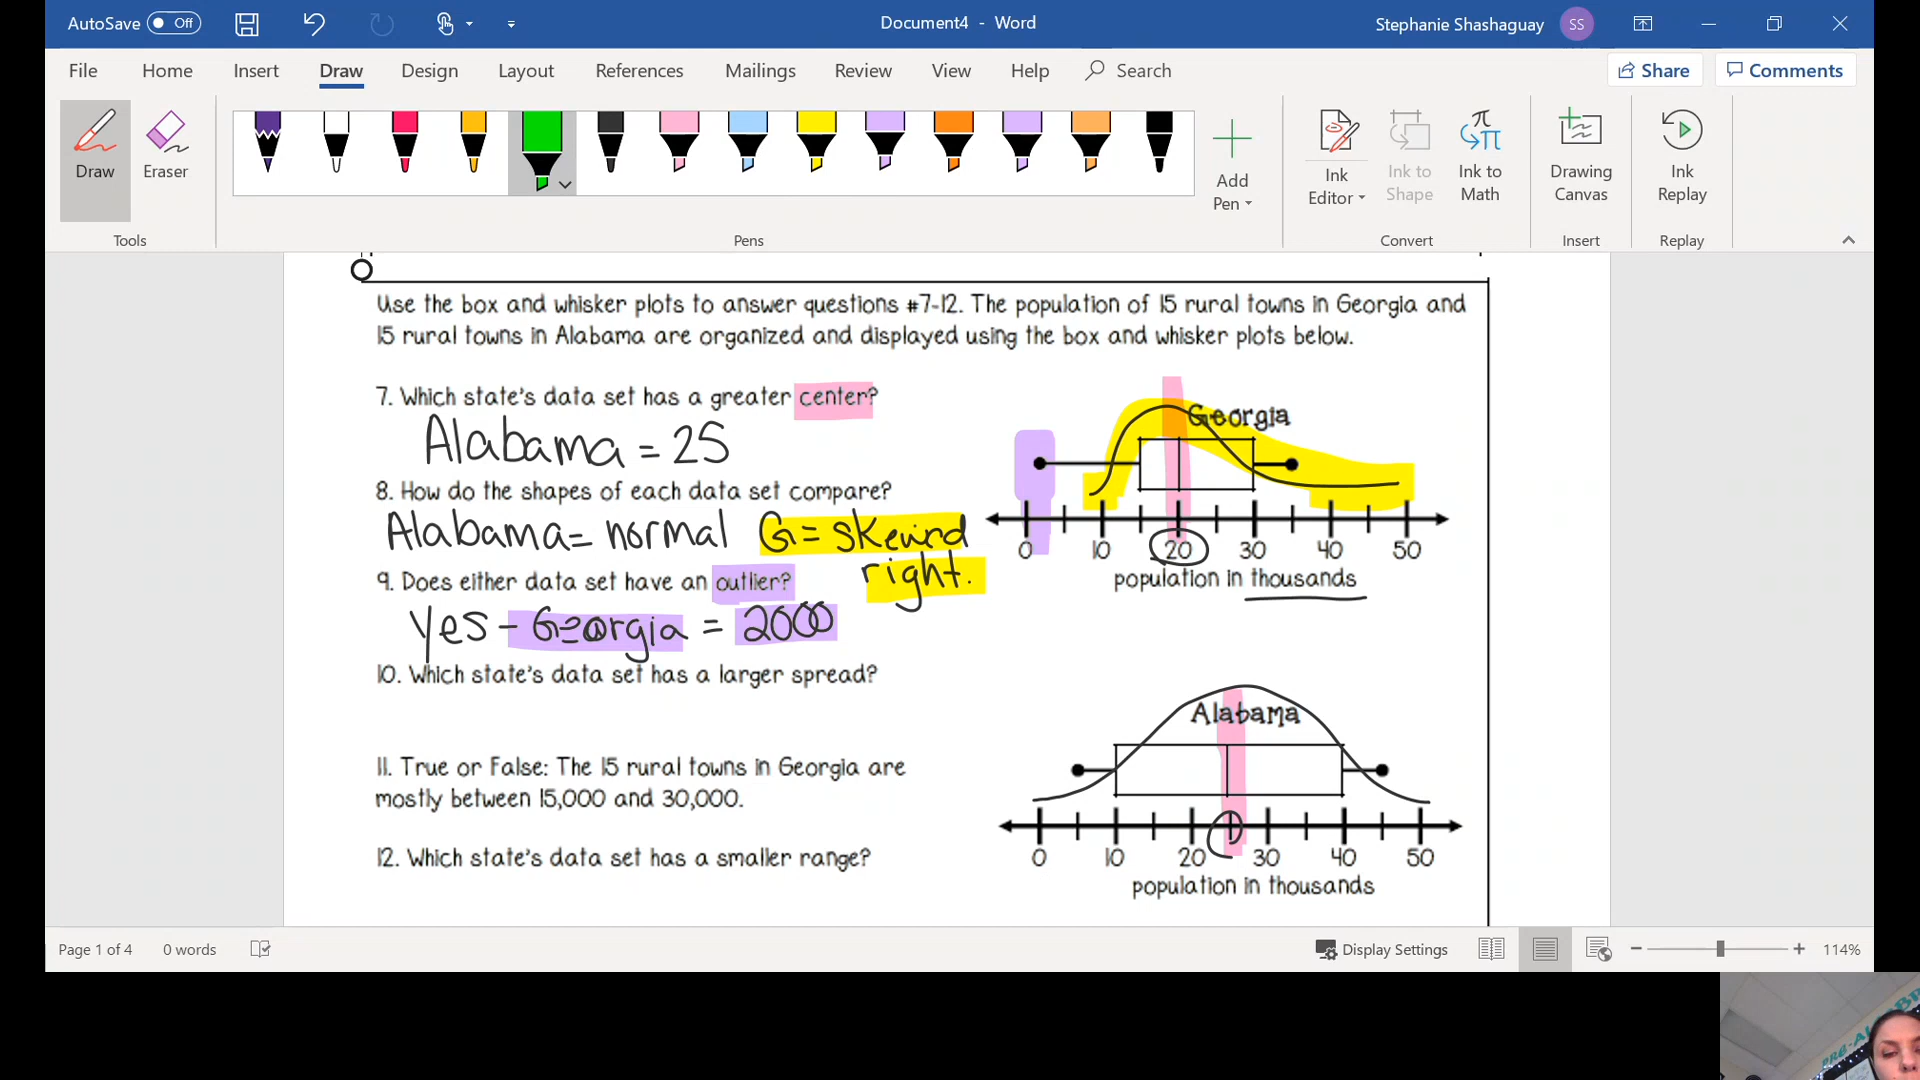 AutoSave Off
Document4 - Word
Stephanie Shashaguay SS
File Home Insert Draw Design Layout References Mailings Review View Help Search
Share Comments
Draw Eraser
Add Pen
Ink Editor
Ink to Shape
Ink to Math
Drawing Canvas
Ink Replay
Tools Pens Convert Insert Replay
Use the box and whisker plots to answer questions #7-12. The population of 15 rural towns in Georgia and
15 rural towns in Alabama are organized and displayed using the box and whisker plots below.
7. Which state's data set has a greater center?
Alabama = 25
8. How do the shapes of each data set compare?
Alabama = normal G = skewrd
right.
9. Does either data set have an outlier?
Yes - Georgia = 2000
10. Which state's data set has a larger spread?
11. True or False: The 15 rural towns in Georgia are
mostly between 15,000 and 30,000.
12. Which state's data set has a smaller range?
Georgia
0 10 20 30 40 50
population in thousands
Alabama
0 10 20 30 40 50
population in thousands
Page 1 of 4 0 words
Display Settings
- + 114%